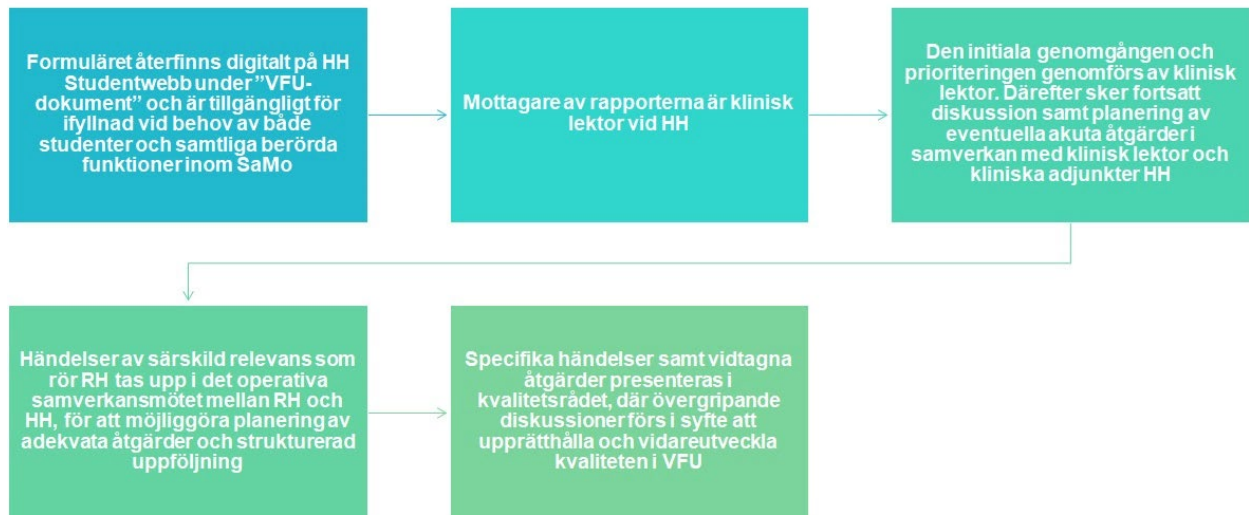 Formuläret återfinns digitalt på HH
Studentwebb under ”VFU-
dokument” och är tillgängligt för
ifyllnad vid behov av både
studenter och samtliga berörda
funktioner inom SaMo
Mottagare av rapporterna är klinisk
lektor vid HH
Den initiala genomgången och
prioriteringen genomförs av klinisk
lektor. Därefter sker fortsatt
diskussion samt planering av
eventuella akuta åtgärder i
samverkan med klinisk lektor och
kliniska adjunkter HH
Händelser av särskild relevans som
rör RH tas upp i det operativa
samverkansmötet mellan RH och
HH, för att möjliggöra planering av
adekvata åtgärder och strukturerad
uppföljning
Specifika händelser samt vidtagna
åtgärder presenteras i
kvalitetsrådet, där övergripande
diskussioner förs i syfte att
upprätthålla och vidareutveckla
kvaliteten i VFU